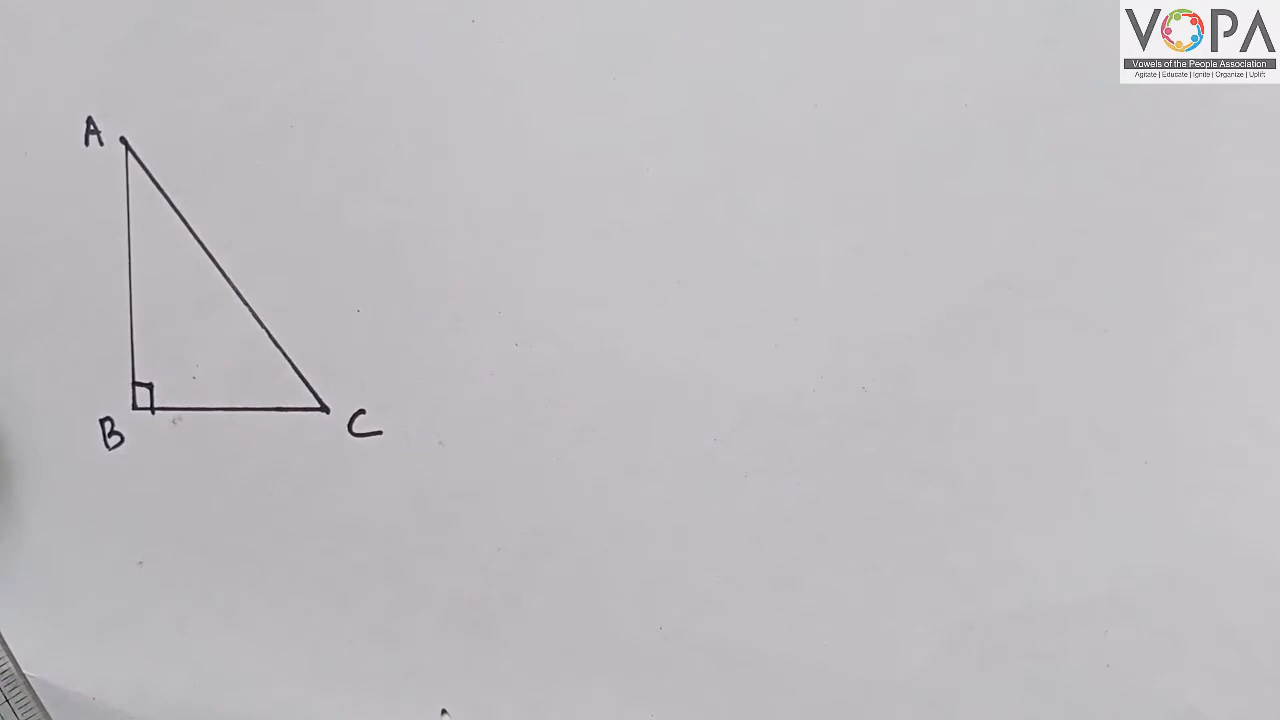 VOPA
Vowels of the People Association
Agitate | Educate | Ignite | Organize | Uplift
A
B
C